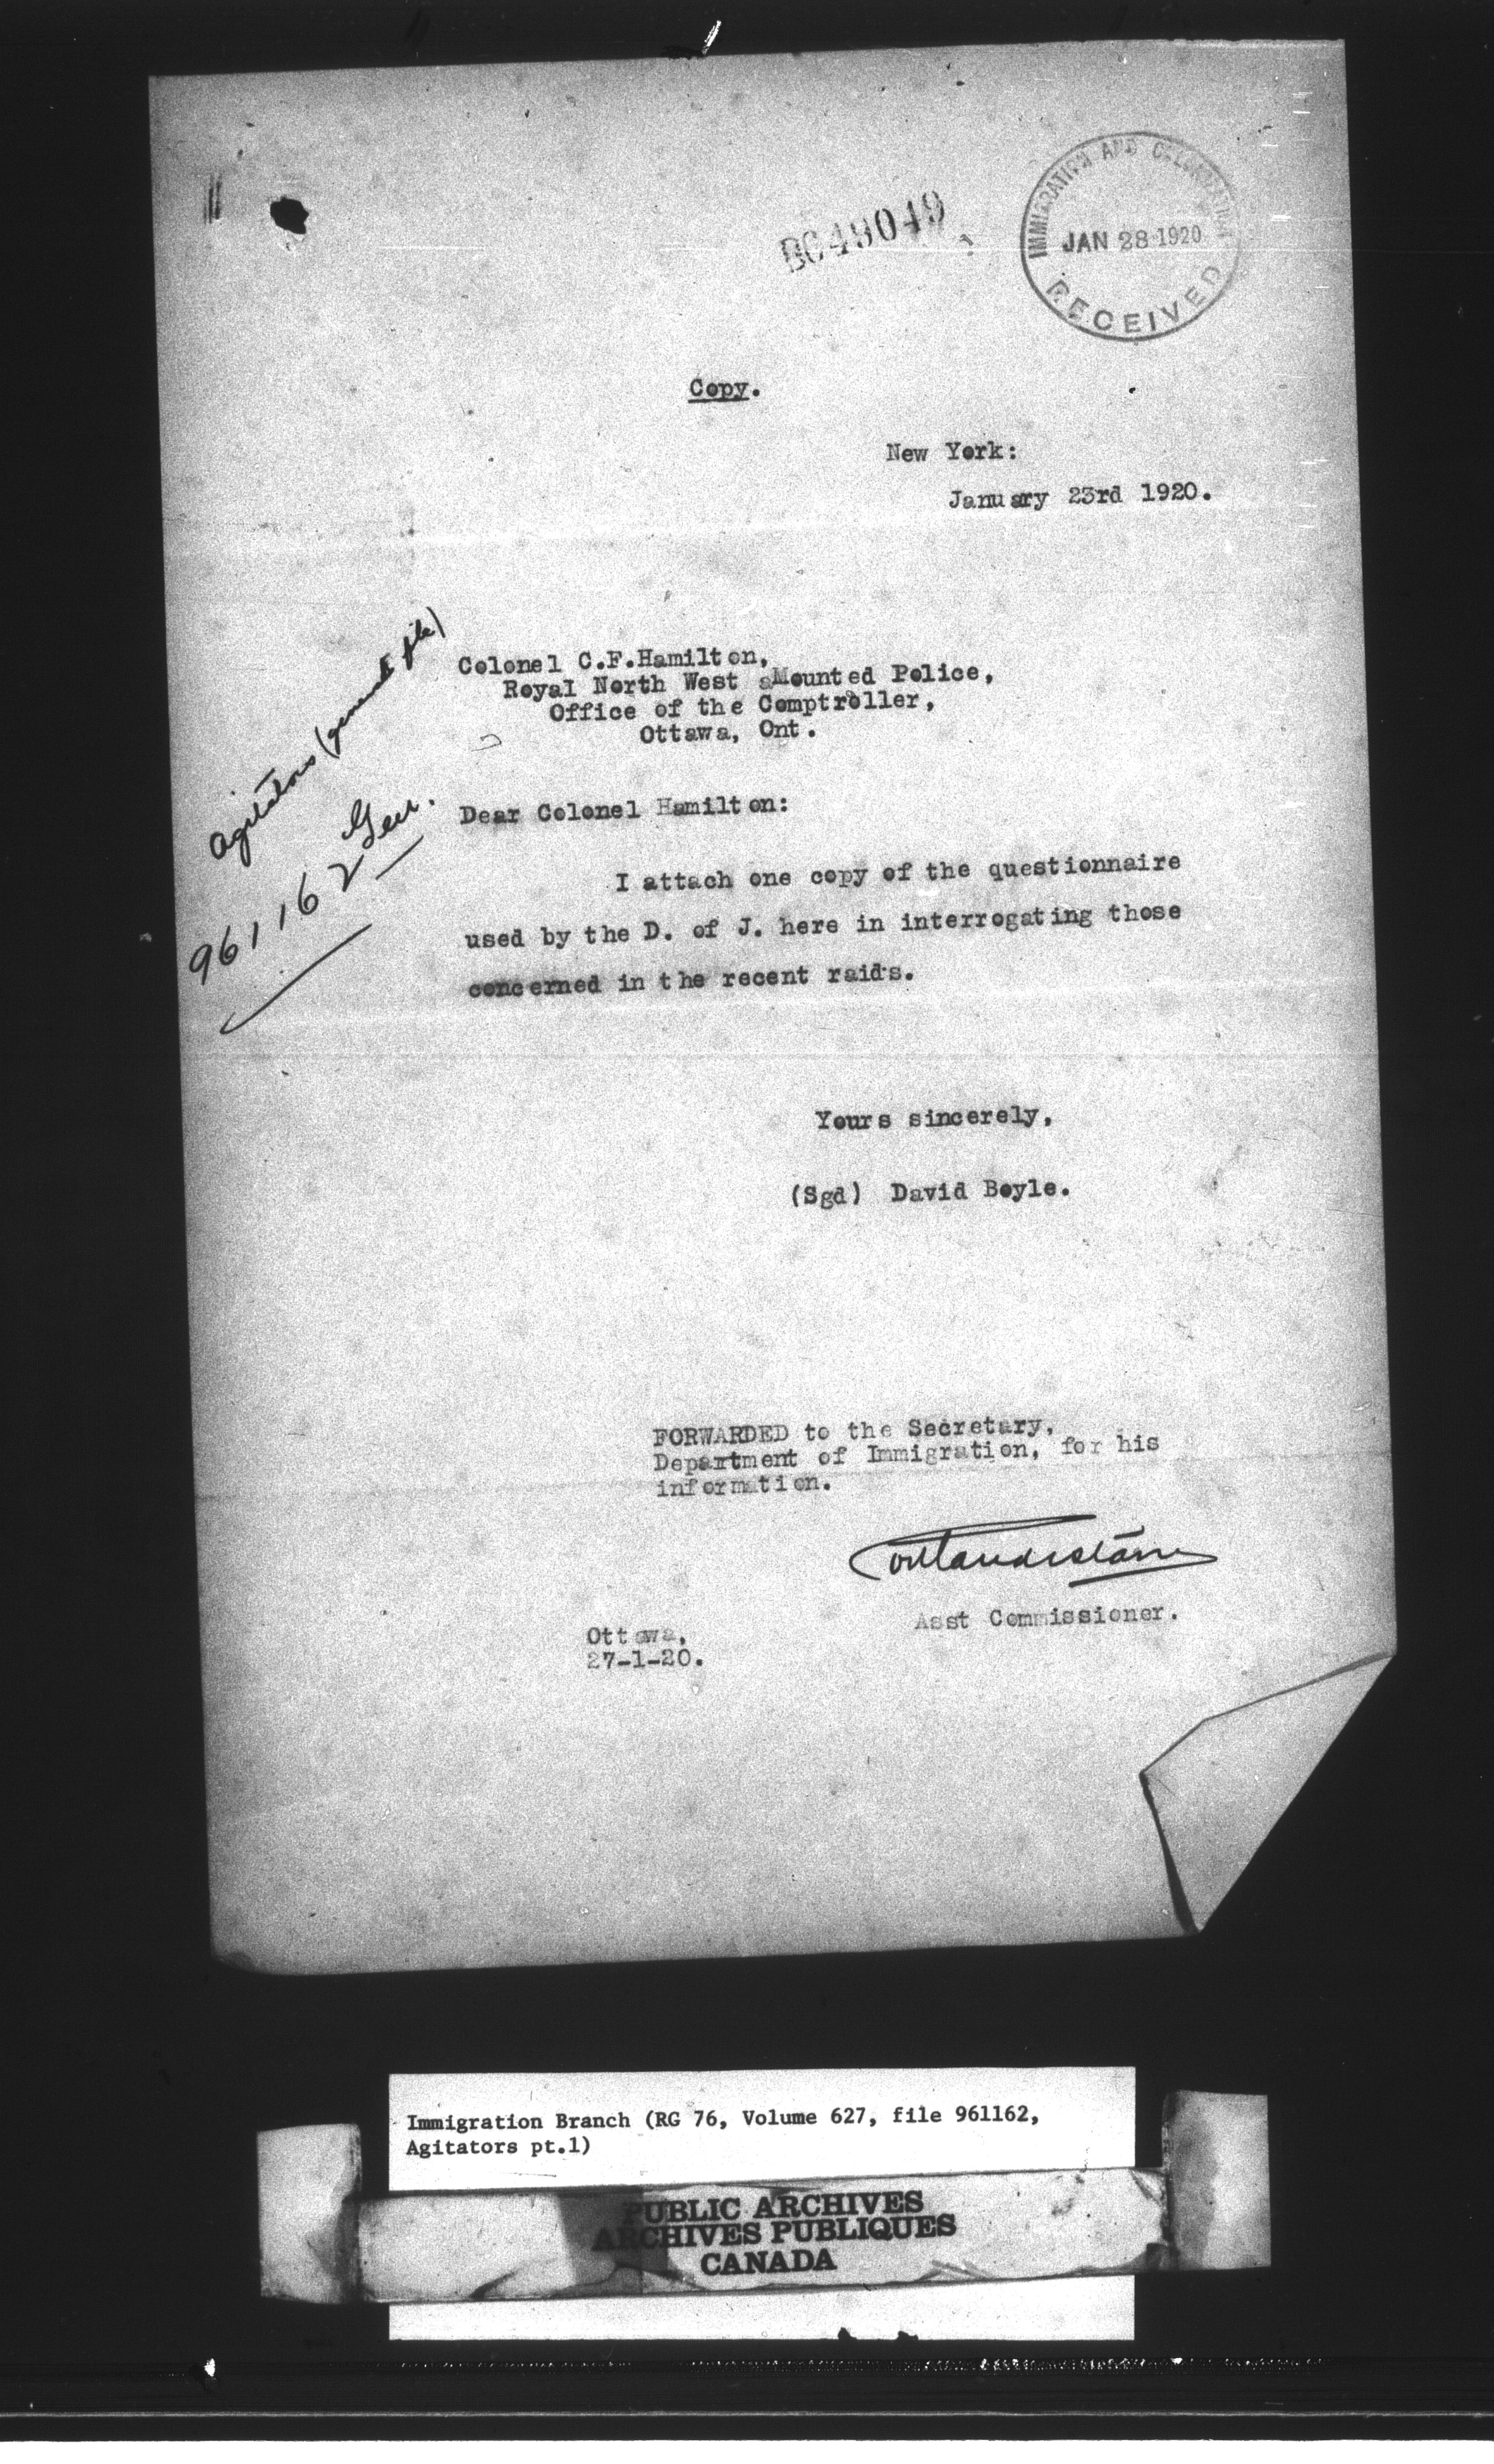 BC49049
IMMIGRATION AND COLONIZATION
JAN 28 1920
RECEIVED
Copy.
New York:
January 23rd 1920.
Agitators (general file)
961162 Gen.
Colonel C.F.Hamilton,
Royal North West Mounted Police,
Office of the Comptroller,
Ottawa, Ont.
Dear Colonel Hamilton:
I attach one copy of the questionnaire
used by the D. of J. here in interrogating those
concerned in the recent raids.
Yours sincerely,
(Sgd) David Boyle.
FORWARDED to the Secretary,
Department of Immigration, for his
information.
Asst Commissioner.
Ottawa,
27-1-20.
Immigration Branch (RG 76, Volume 627, file 961162,
Agitators pt.1)
PUBLIC ARCHIVES
ARCHIVES PUBLIQUES
CANADA